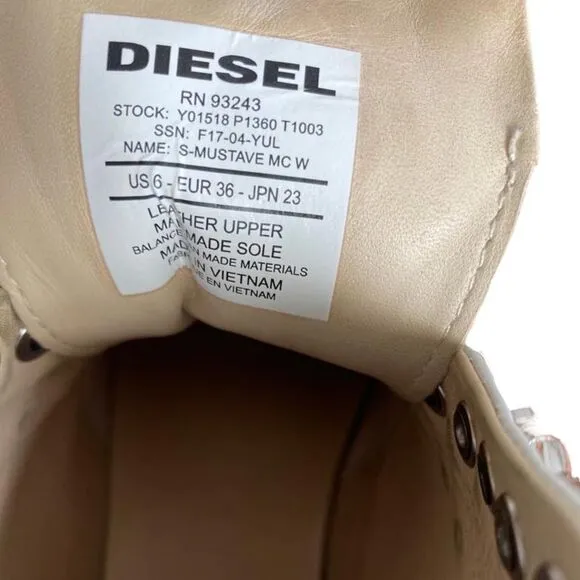 DIESEL
RN 93243
STOCK: Y01518 P1360 T1003
SSN: F17-04-YUL
NAME: S-MUSTAVE MC W
US 6 - EUR 36 - JPN 23
HER UPPER
MADE SOLE
BALANCE MADE MATERIALS
IN VIETNAM
EN VIETNAM